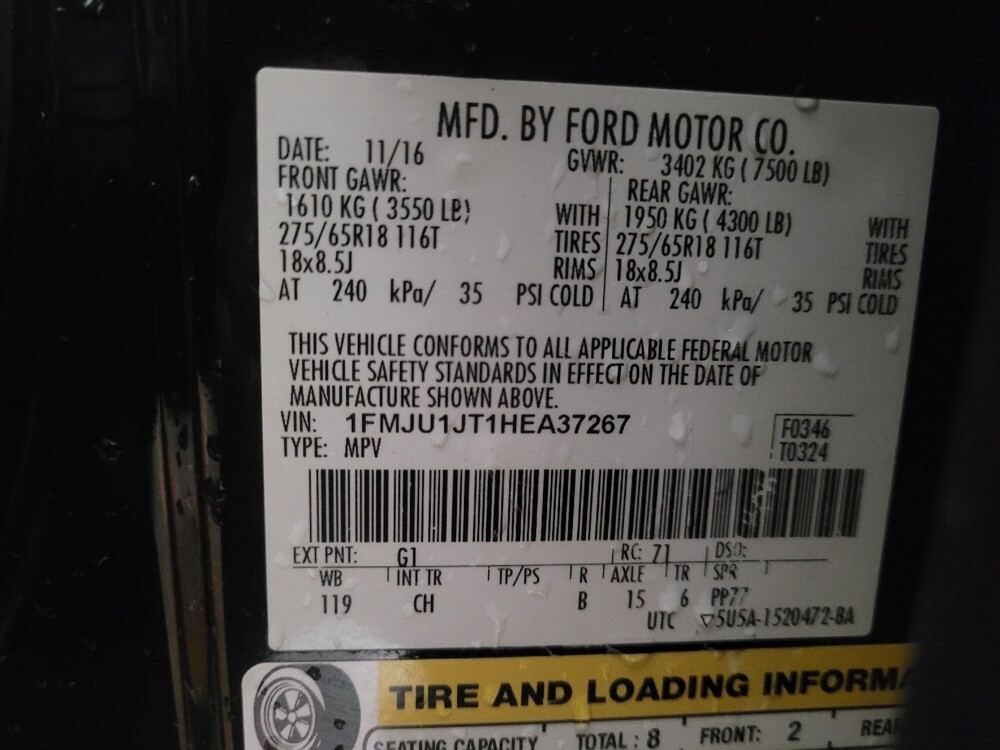 MFD. BY FORD MOTOR CO.
DATE: 11/16 GVWR: 3402 KG ( 7500 LB)
FRONT GAWR: REAR GAWR:
1610 KG ( 3550 LB) WITH 1950 KG ( 4300 LB) WITH
275/65R18 116T TIRES 275/65R18 116T TIRES
18x8.5J RIMS 18x8.5J RIMS
AT 240 kPa/ 35 PSI COLD AT 240 kPa/ 35 PSI COLD
THIS VEHICLE CONFORMS TO ALL APPLICABLE FEDERAL MOTOR
VEHICLE SAFETY STANDARDS IN EFFECT ON THE DATE OF
MANUFACTURE SHOWN ABOVE.
VIN: 1FMJU1JT1HEA37267 F0346
TYPE: MPV T0324
EXT PNT: G1 RC: 71 DSO:
WB INT TR TP/PS R AXLE TR SPR
119 CH B 15 6 PP77
UTC ▽5U5A-1520472-BA
TIRE AND LOADING INFORMA
SEATING CAPACITY TOTAL : 8 FRONT: 2 REA